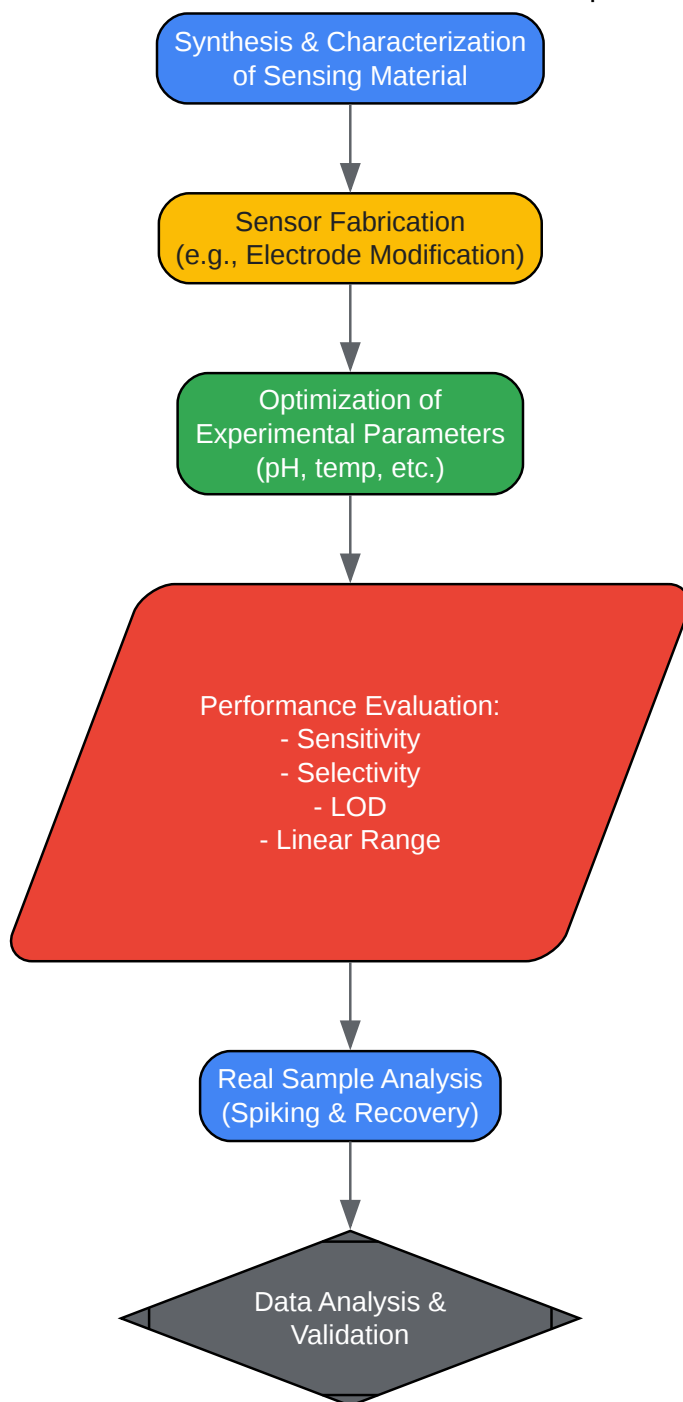 Synthesis & Characterization
of Sensing Material
Sensor Fabrication
(e.g., Electrode Modification)
Optimization of
Experimental Parameters
(pH, temp, etc.)
Performance Evaluation:
- Sensitivity
- Selectivity
- LOD
- Linear Range
Real Sample Analysis
(Spiking & Recovery)
Data Analysis &
Validation